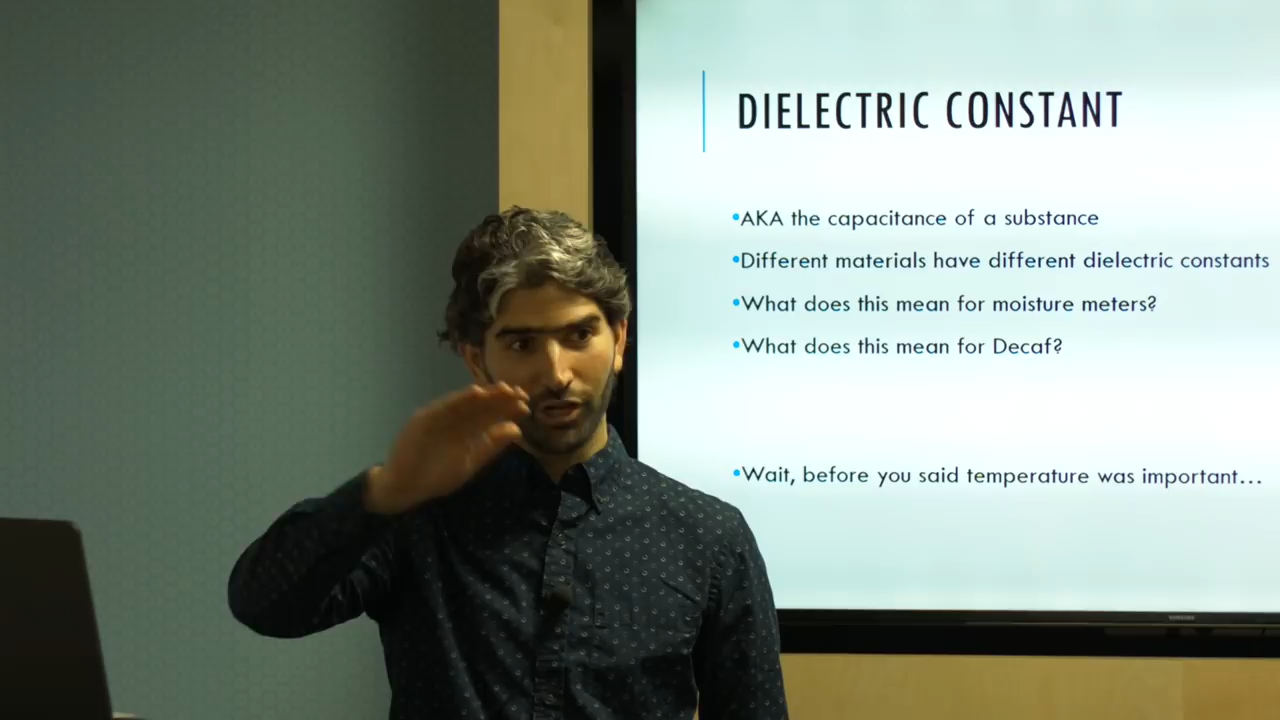 DIELECTRIC CONSTANT
•AKA the capacitance of a substance
•Different materials have different dielectric constants
•What does this mean for moisture meters?
•What does this mean for Decaf?
•Wait, before you said temperature was important...
SAMSUNG